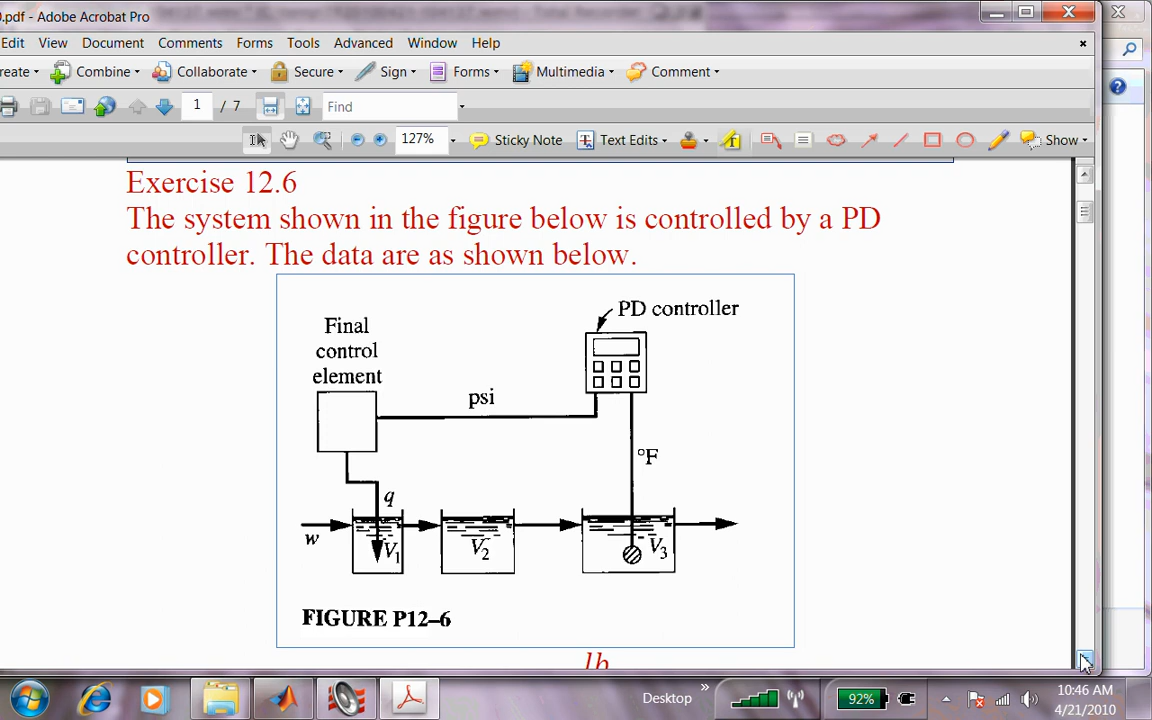 .pdf - Adobe Acrobat Pro
Edit View Document Comments Forms Tools Advanced Window Help
Combine Collaborate Secure Sign Forms Multimedia Comment
1 / 7 Find
127% Sticky Note Text Edits Show
Exercise 12.6
The system shown in the figure below is controlled by a PD
controller. The data are as shown below.
PD controller
Final
control
element
psi
°F
q
w
V1
V2
V3
FIGURE P12–6
lb
Desktop
92%
10:46 AM
4/21/2010